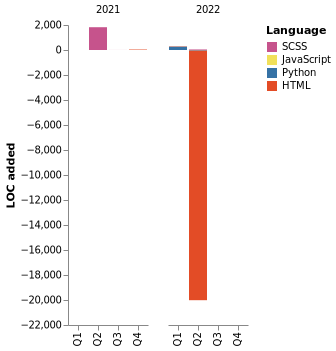 2021
2022
Language
SCSS
JavaScript
Python
HTML
LOC added
2,000
0
−2,000
−4,000
−6,000
−8,000
−10,000
−12,000
−14,000
−16,000
−18,000
−20,000
−22,000
Q1 Q2 Q3 Q4
Q1 Q2 Q3 Q4